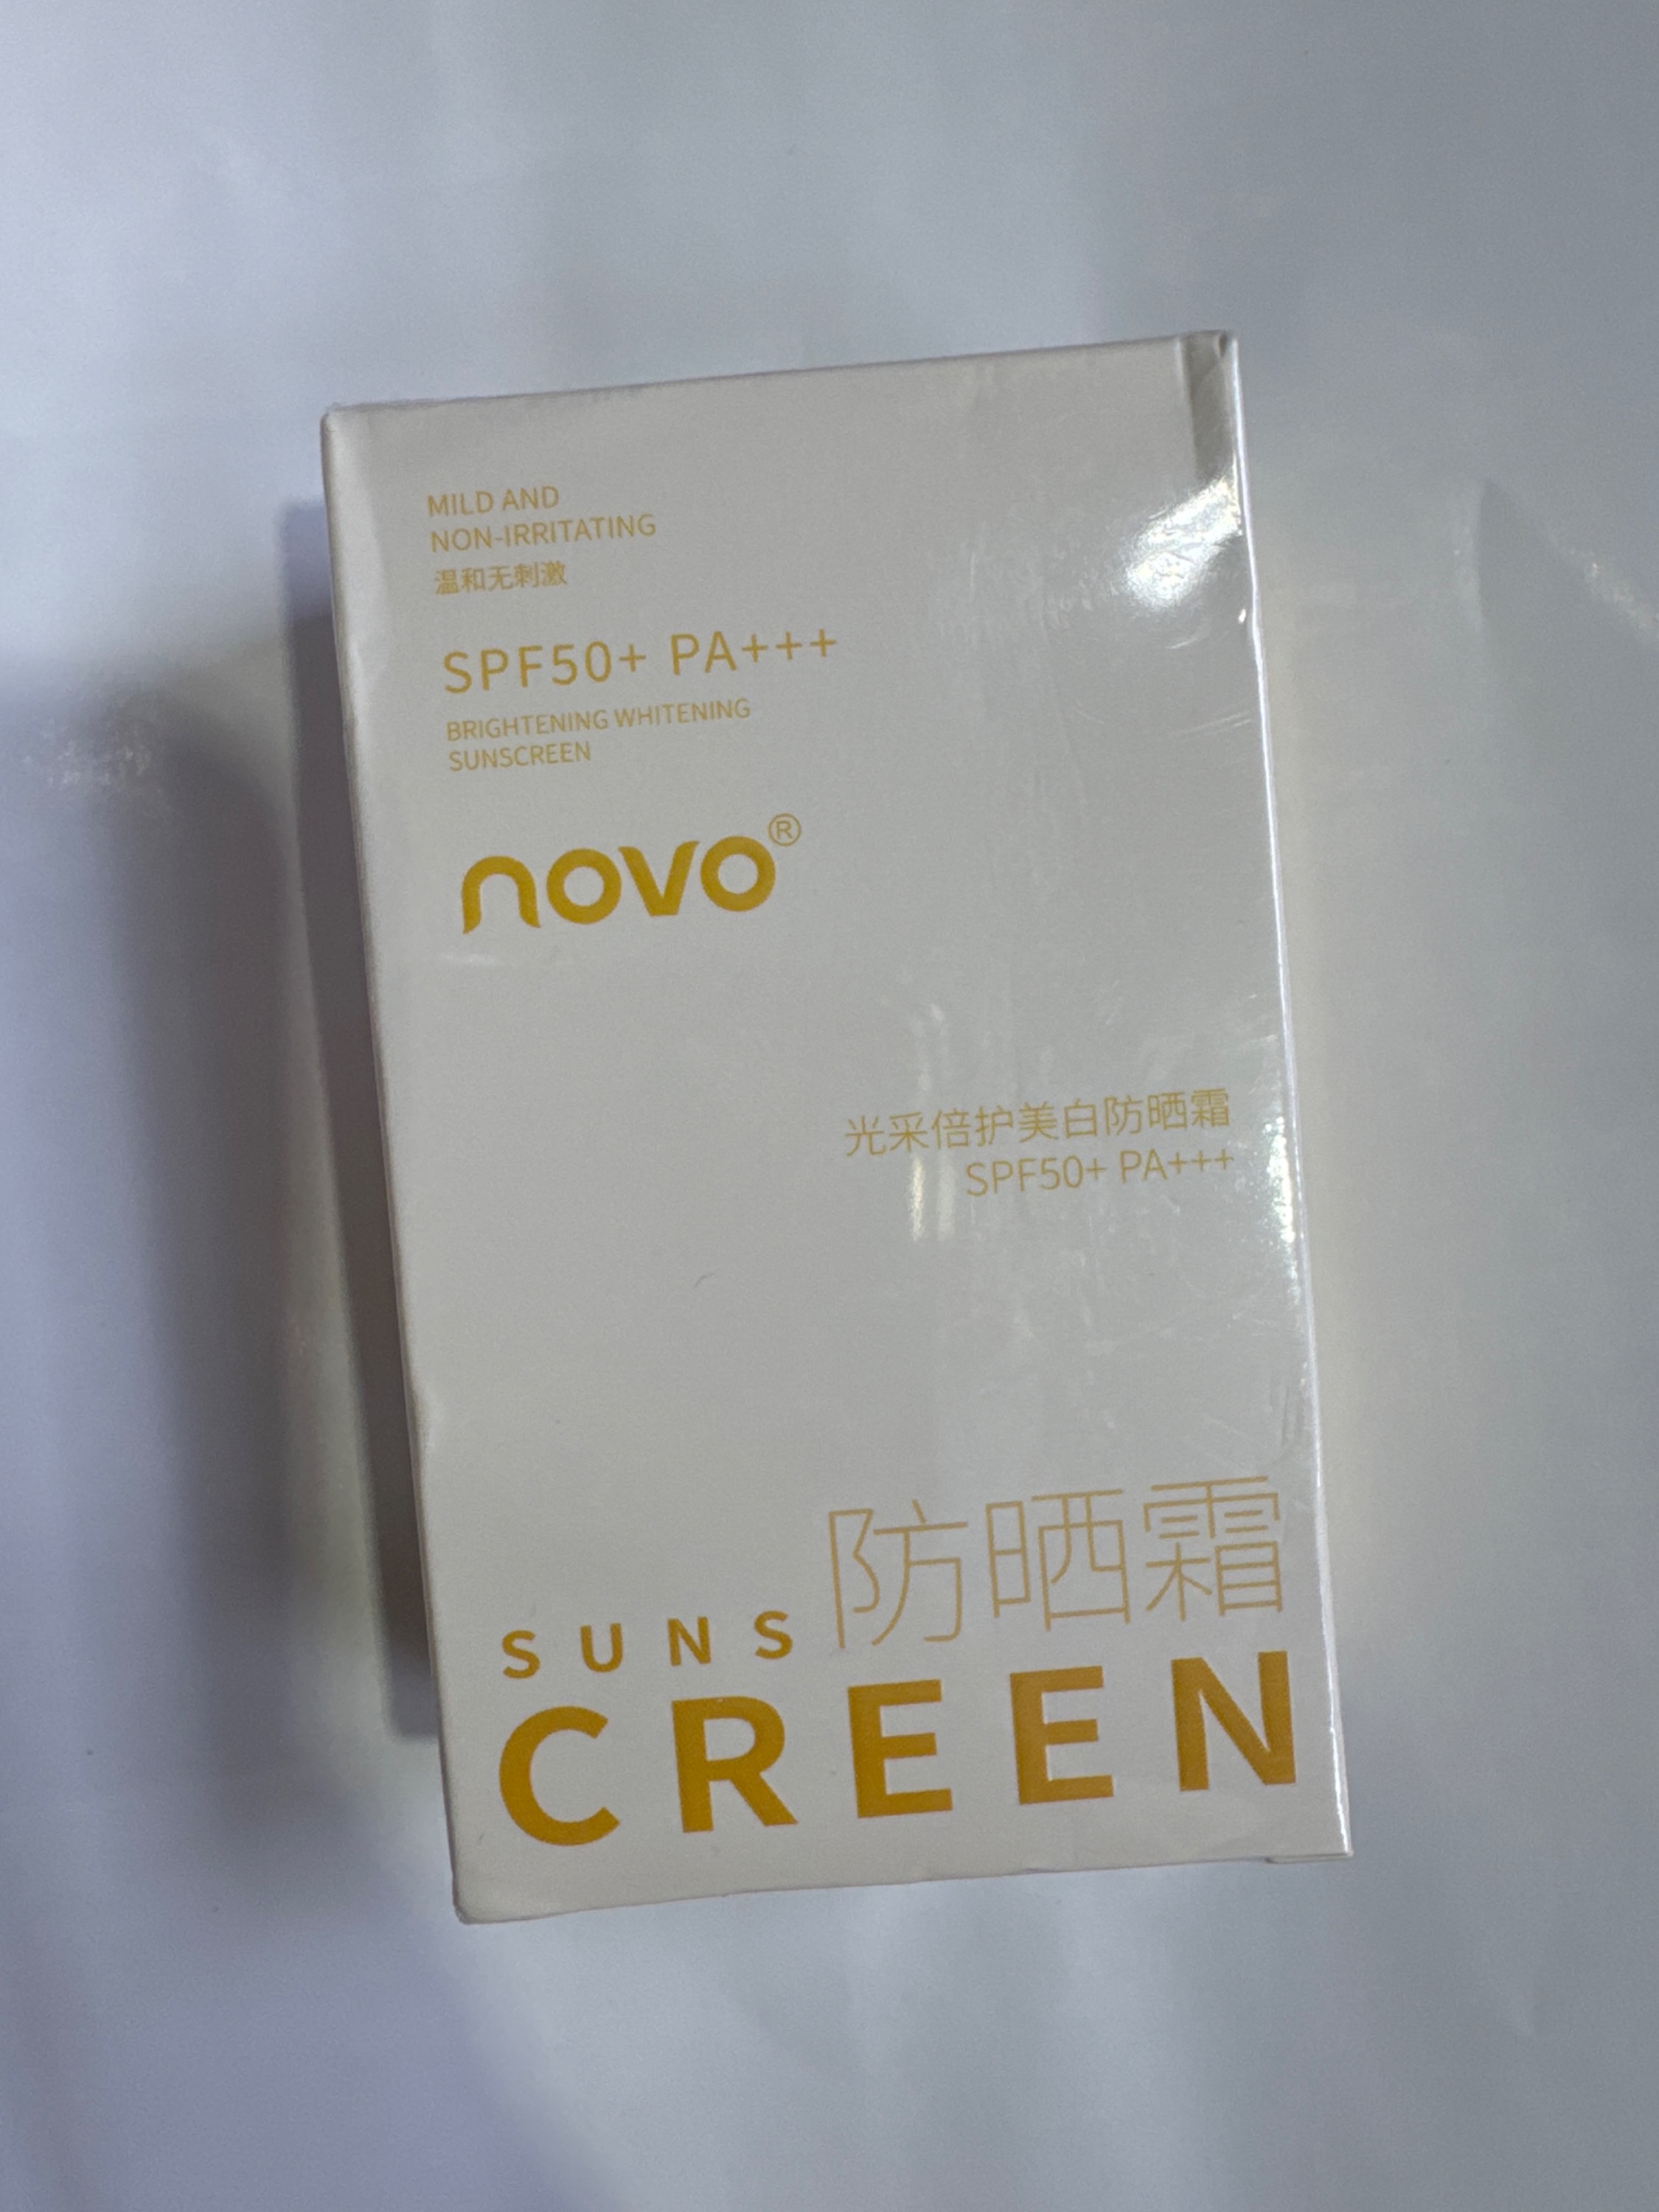 MILD AND
NON-IRRITATING
温和无刺激
SPF50+ PA+++
BRIGHTENING WHITENING
SUNSCREEN
novo®
光采倍护美白防晒霜
SPF50+ PA+++
防晒霜
SUNS
CREEN